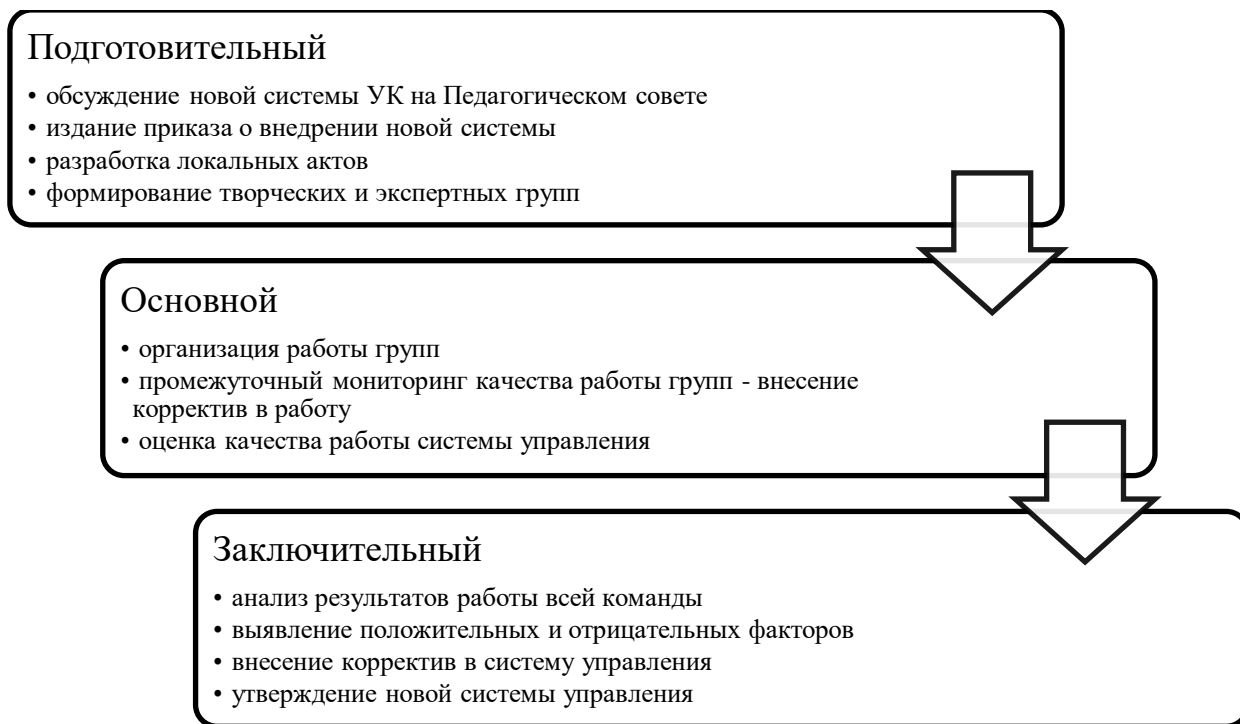 Подготовительный
• обсуждение новой системы УК на Педагогическом совете
• издание приказа о внедрении новой системы
• разработка локальных актов
• формирование творческих и экспертных групп
Основной
• организация работы групп
• промежуточный мониторинг качества работы групп - внесение
корректив в работу
• оценка качества работы системы управления
Заключительный
• анализ результатов работы всей команды
• выявление положительных и отрицательных факторов
• внесение корректив в систему управления
• утверждение новой системы управления